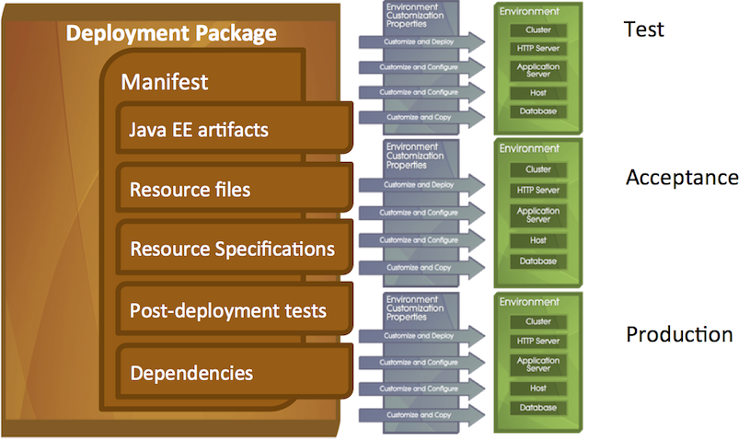 Deployment Package
Manifest
Java EE artifacts
Resource files
Resource Specifications
Post-deployment tests
Dependencies
Environment
Customization
Properties
Customize and Deploy
Customize and Configure
Customize and Configure
Customize and Copy
Environment
Cluster
HTTP Server
Application
Server
Host
Database
Test
Environment
Customization
Properties
Customize and Deploy
Customize and Configure
Customize and Configure
Customize and Copy
Environment
Cluster
HTTP Server
Application
Server
Host
Database
Acceptance
Environment
Customization
Properties
Customize and Deploy
Customize and Configure
Customize and Configure
Customize and Copy
Environment
Cluster
HTTP Server
Application
Server
Host
Database
Production